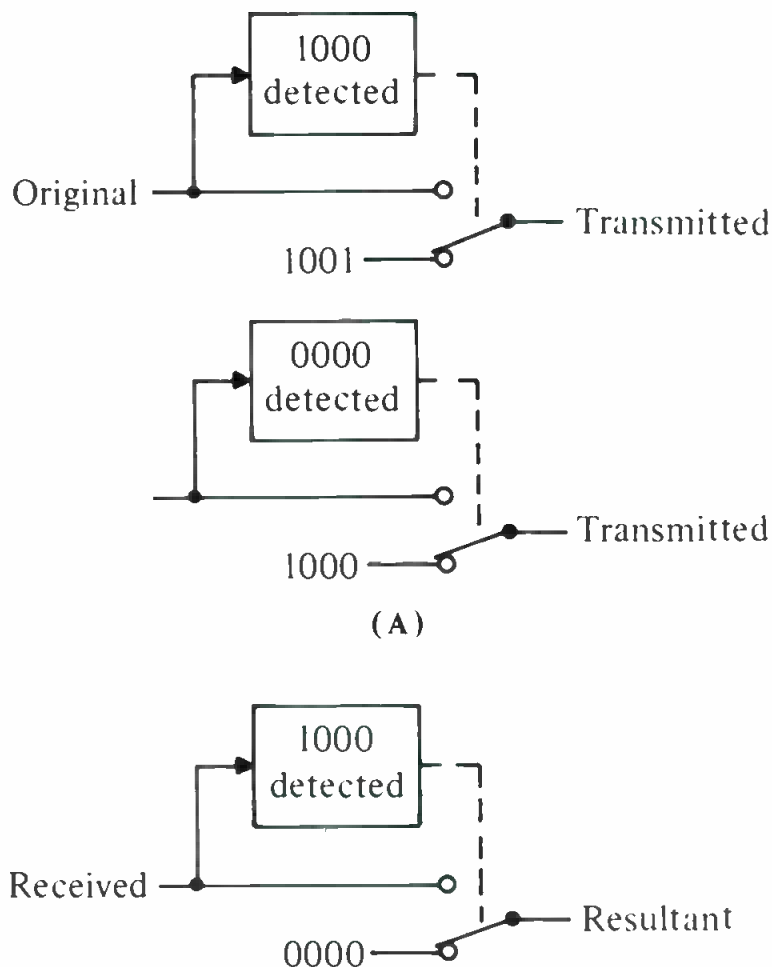 1000
detected
Original
Transmitted
1001
0000
detected
Transmitted
1000
(A)
1000
detected
Received
Resultant
0000